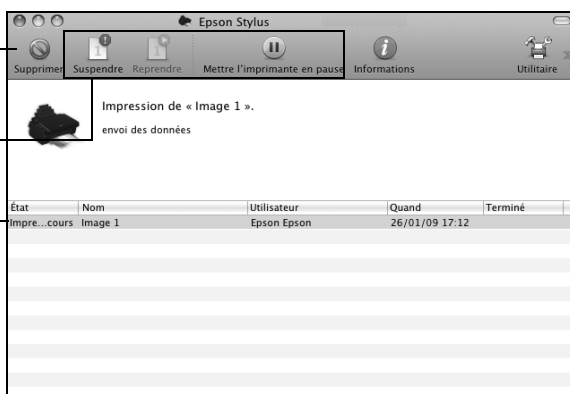 Epson Stylus
Supprimer Suspendre Reprendre Mettre l'imprimante en pause Informations Utilitaire
Impression de « Image 1 ».
envoi des données
État Nom Utilisateur Quand Terminé
Impre...cours Image 1 Epson Epson 26/01/09 17:12